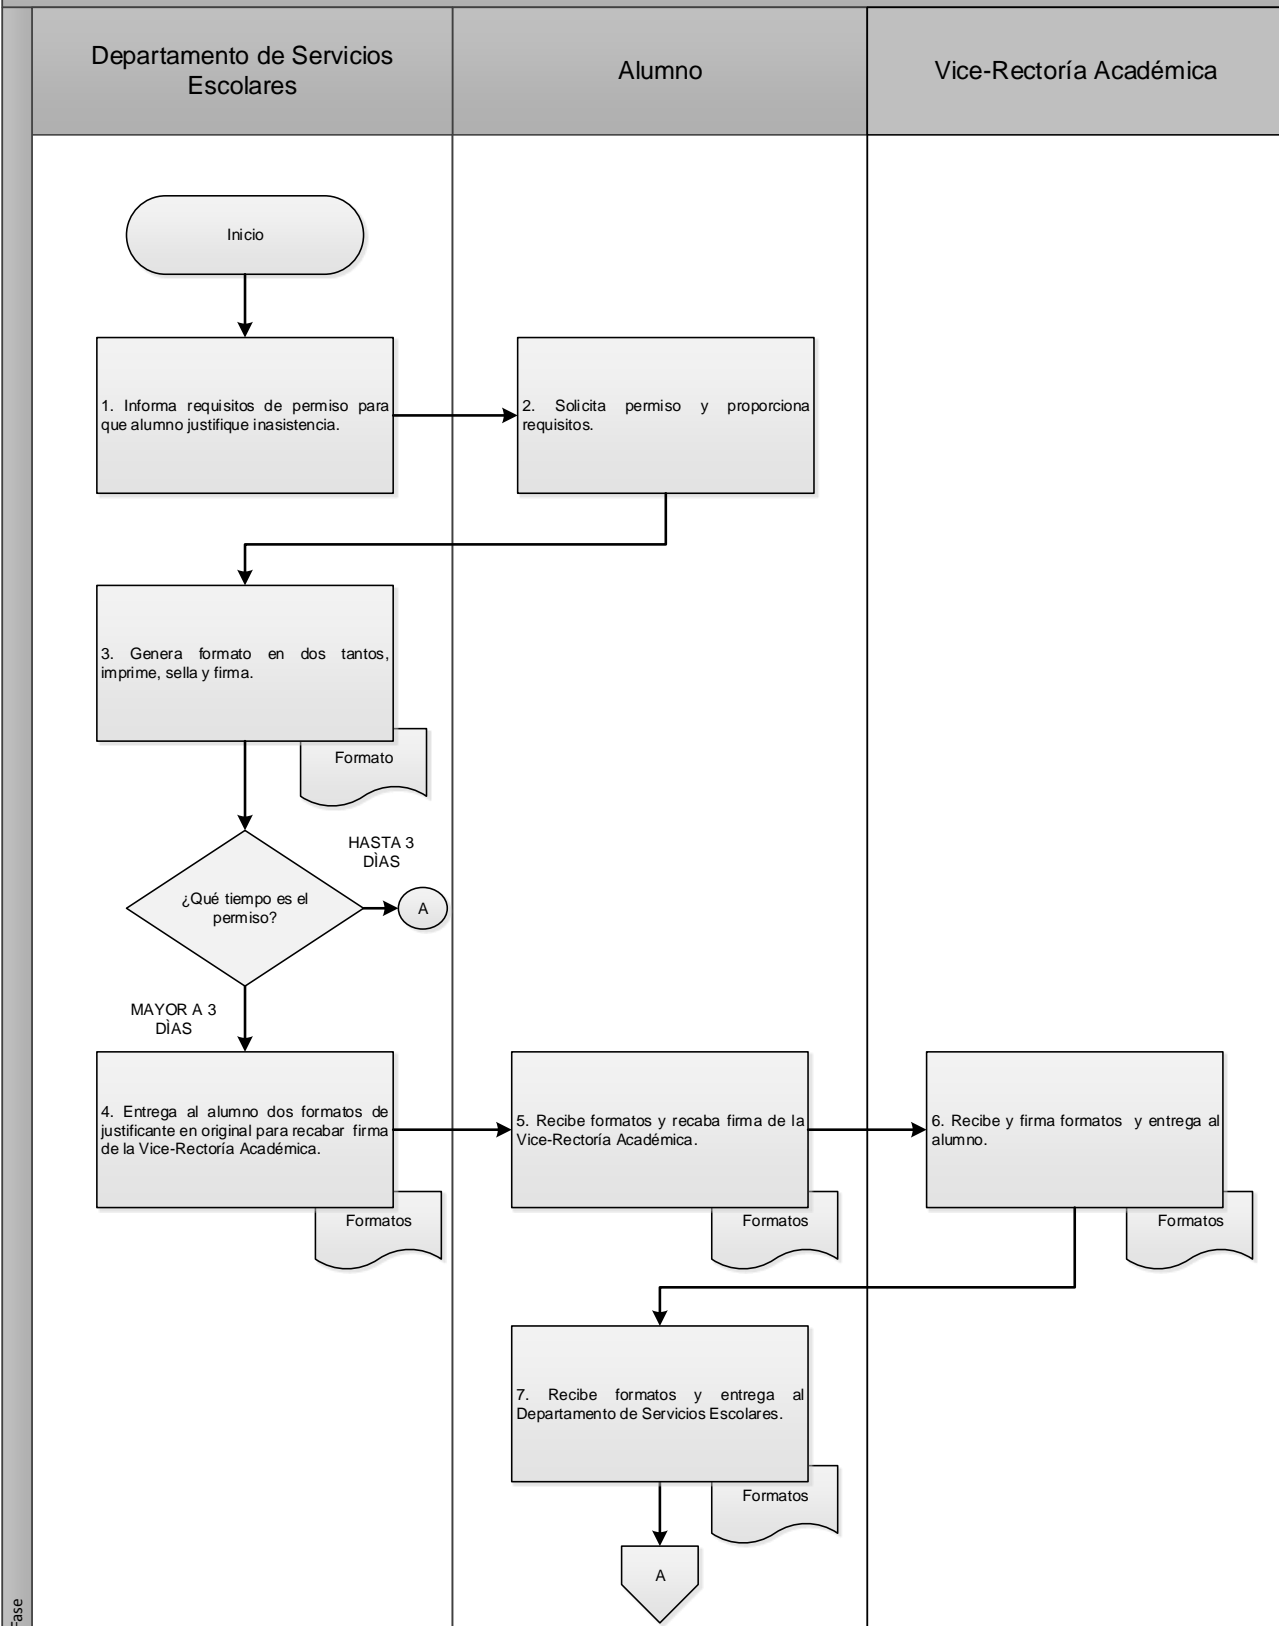 Departamento de Servicios
Escolares
Alumno
Vice-Rectoría Académica
Inicio
1. Informa requisitos de permiso para
que alumno justifique inasistencia.
2. Solicita permiso y proporciona
requisitos.
3. Genera formato en dos tantos,
imprime, sella y firma.
Formato
HASTA 3
DÌAS
¿Qué tiempo es el
permiso?
A
MAYOR A 3
DÌAS
4. Entrega al alumno dos formatos de
justificante en original para recabar firma
de la Vice-Rectoría Académica.
Formatos
5. Recibe formatos y recaba firma de la
Vice-Rectoría Académica.
Formatos
6. Recibe y firma formatos y entrega al
alumno.
Formatos
7. Recibe formatos y entrega al
Departamento de Servicios Escolares.
Formatos
A
Fase